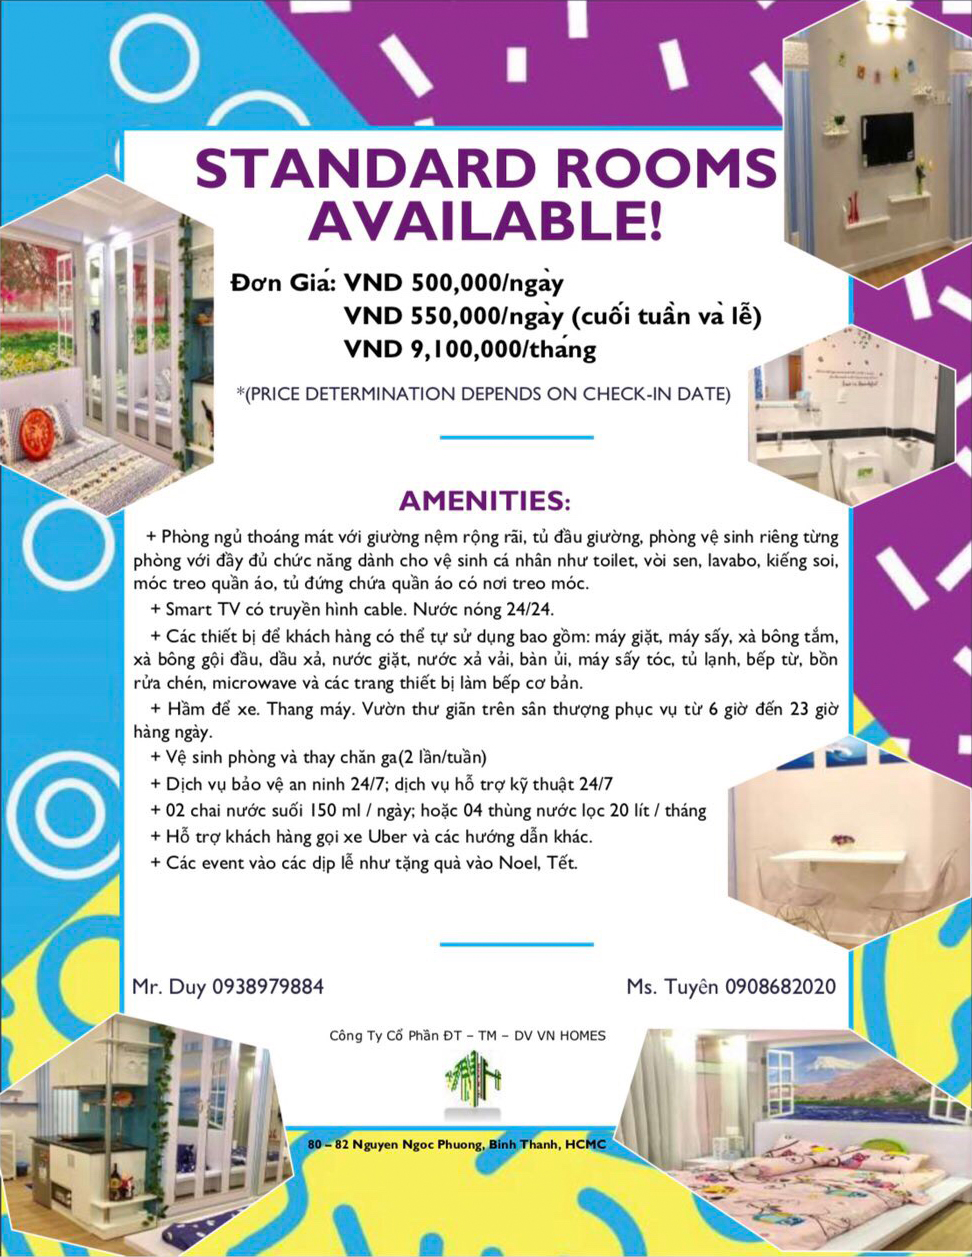 STANDARD ROOMS
AVAILABLE!
Đơn Giá: VND 500,000/ngày
VND 550,000/ngày (cuối tuần và lễ)
VND 9,100,000/tháng
*(PRICE DETERMINATION DEPENDS ON CHECK-IN DATE)
AMENITIES:
+ Phòng ngủ thoáng mát với giường nệm rộng rãi, tủ đầu giường, phòng vệ sinh riêng từng
phòng với đầy đủ chức năng dành cho vệ sinh cá nhân như toilet, vòi sen, lavabo, kiếng soi,
móc treo quần áo, tủ đứng chứa quần áo có nơi treo móc.
+ Smart TV có truyền hình cable. Nước nóng 24/24.
+ Các thiết bị để khách hàng có thể tự sử dụng bao gồm: máy giặt, máy sấy, xà bông tắm,
xà bông gội đầu, dầu xả, nước giặt, nước xả vải, bàn ủi, máy sấy tóc, tủ lạnh, bếp từ, bồn
rửa chén, microwave và các trang thiết bị làm bếp cơ bản.
+ Hầm để xe. Thang máy. Vườn thư giãn trên sân thượng phục vụ từ 6 giờ đến 23 giờ
hàng ngày.
+ Vệ sinh phòng và thay chăn ga(2 lần/tuần)
+ Dịch vụ bảo vệ an ninh 24/7; dịch vụ hỗ trợ kỹ thuật 24/7
+ 02 chai nước suối 150 ml / ngày; hoặc 04 thùng nước lọc 20 lít / tháng
+ Hỗ trợ khách hàng gọi xe Uber và các hướng dẫn khác.
+ Các event vào các dịp lễ như tặng quà vào Noel, Tết.
Mr. Duy 0938979884
Ms. Tuyên 0908682020
Công Ty Cổ Phần ĐT – TM – DV VN HOMES
80 – 82 Nguyen Ngoc Phuong, Binh Thanh, HCMC